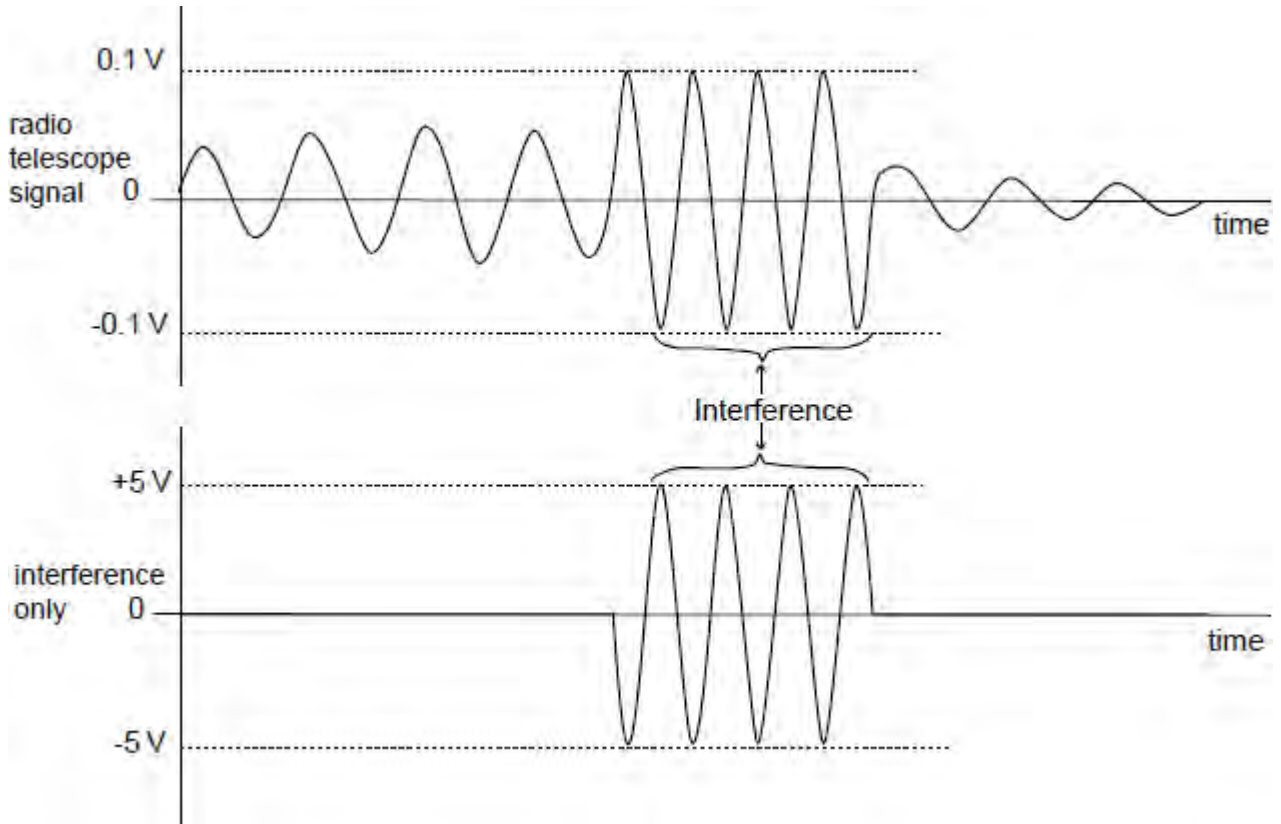 0.1 V
radio
telescope
signal
0
time
-0.1 V
Interference
+5 V
interference
only
0
time
-5 V